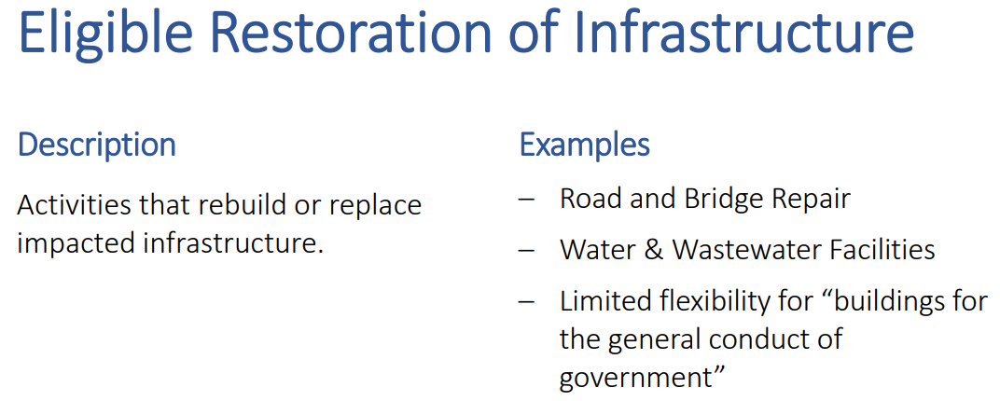 Eligible Restoration of Infrastructure
Description
Activities that rebuild or replace
impacted infrastructure.
Examples
– Road and Bridge Repair
– Water & Wastewater Facilities
– Limited flexibility for “buildings for
the general conduct of
government”